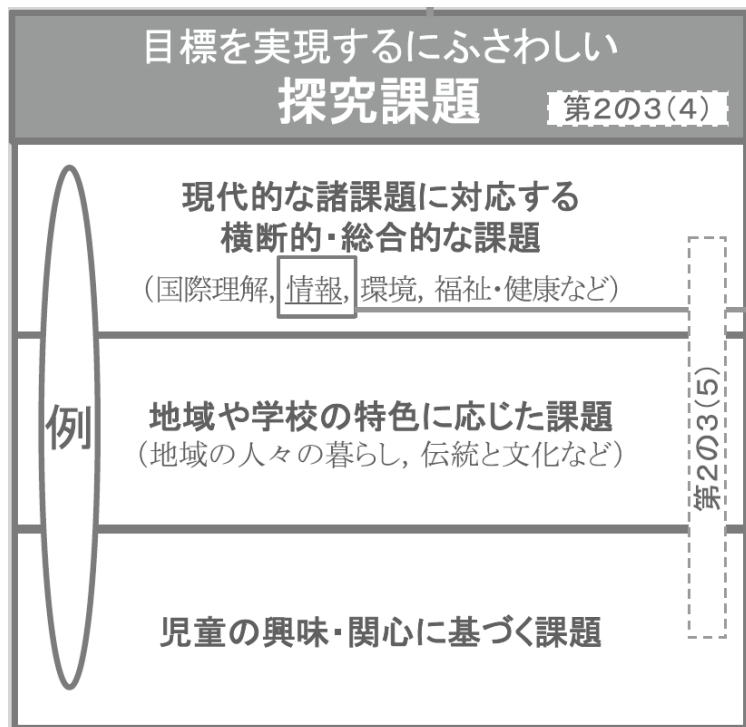 目標を実現するにふさわしい
探究課題
第2の3(4)
現代的な諸課題に対応する
横断的・総合的な課題
(国際理解, 情報, 環境, 福祉・健康など)
例
地域や学校の特色に応じた課題
(地域の人々の暮らし, 伝統と文化など)
第2の3(5)
児童の興味・関心に基づく課題